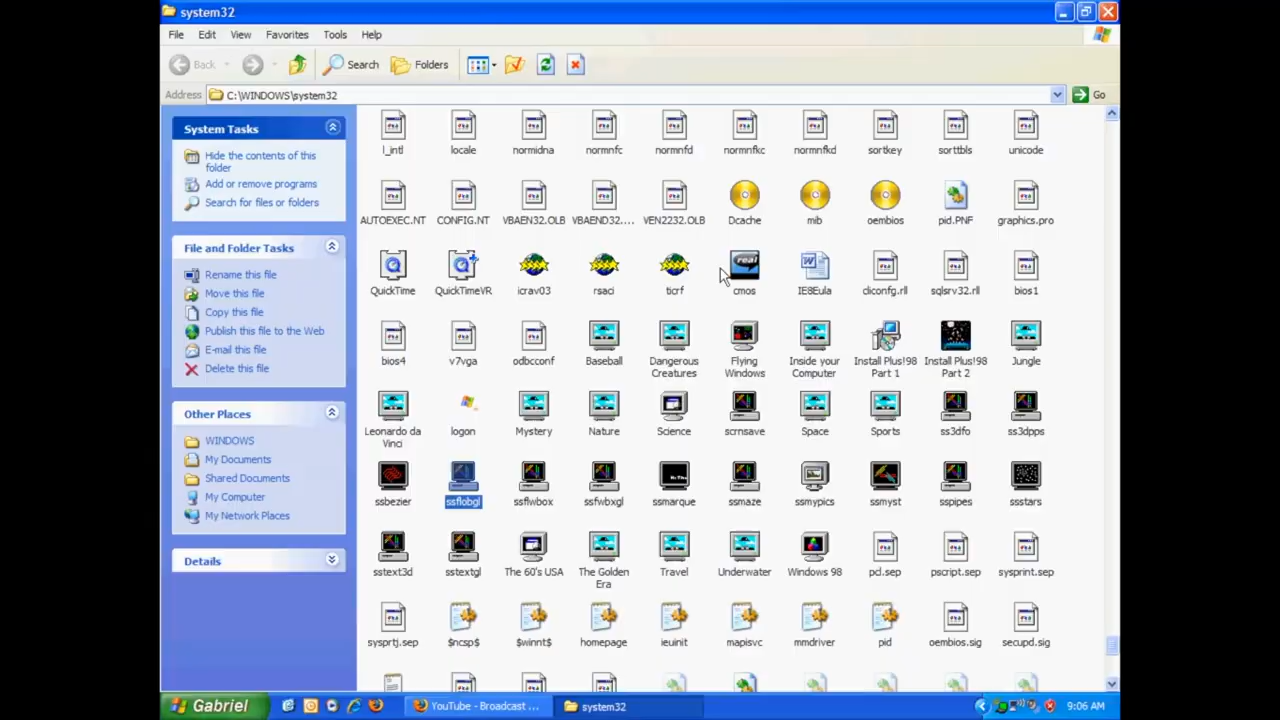 system32
File Edit View Favorites Tools Help
Back Search Folders
Address C:\WINDOWS\system32 Go
System Tasks
Hide the contents of this
folder
Add or remove programs
Search for files or folders
File and Folder Tasks
Rename this file
Move this file
Copy this file
Publish this file to the Web
E-mail this file
Delete this file
Other Places
WINDOWS
My Documents
Shared Documents
My Computer
My Network Places
Details
l_intl locale normidna normnfc normnfd normnfkc normnfkd sortkey sorttbls unicode
AUTOEXEC.NT CONFIG.NT VBAEN32.OLB VBAEND32.... VEN2232.OLB Dcache mib oembios pid.PNF graphics.pro
QuickTime QuickTimeVR icrav03 rsaci ticrf cmos IE8Eula cliconfg.rll sqlsrv32.rll bios1
bios4 v7vga odbcconf Baseball Dangerous Flying Inside your Install Plus!98 Install Plus!98 Jungle
Creatures Windows Computer Part 1 Part 2
Leonardo da logon Mystery Nature Science scrnsave Space Sports ss3dfo ss3dpps
Vinci
ssbezier ssflobgl ssflwbox ssfwbxgl ssmarque ssmaze ssmypics ssmyst sspipes ssstars
sstext3d sstextgl The 60's USA The Golden Travel Underwater Windows 98 pcl.sep pscript.sep sysprint.sep
Era
sysprtj.sep $ncsp$ $winnt$ homepage ieuinit mapisvc mmdriver pid oembios.sig secupd.sig
Gabriel YouTube - Broadcast ... system32 9:06 AM